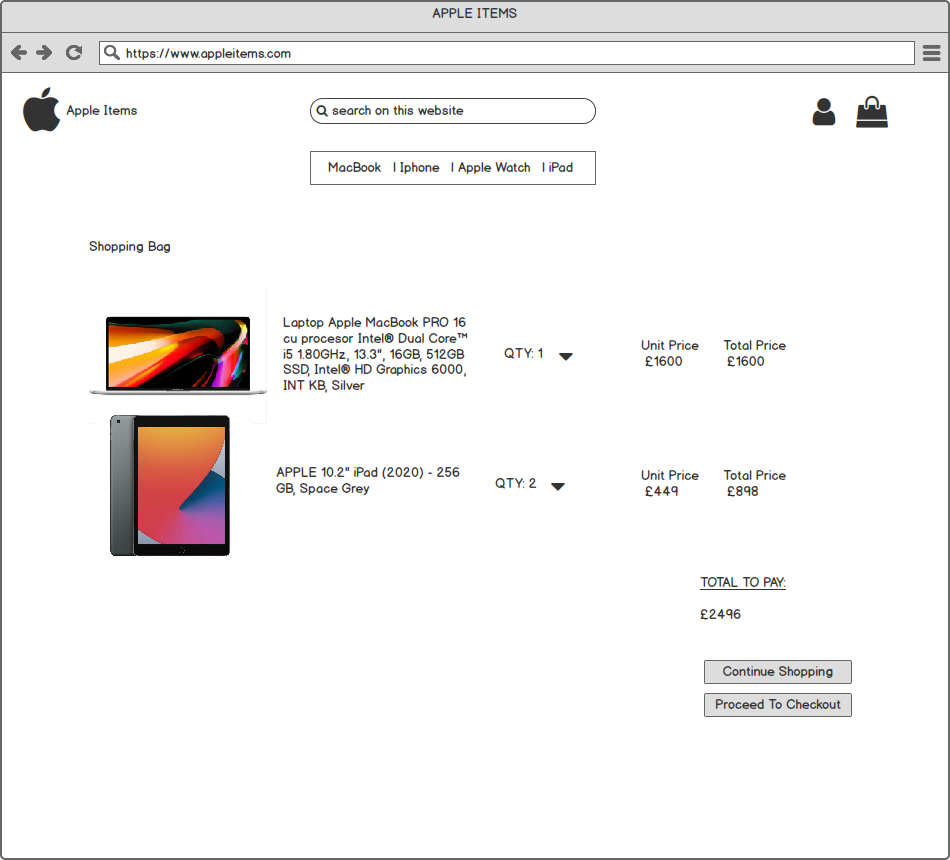 APPLE ITEMS
https://www.appleitems.com
Apple Items
search on this website
MacBook | Iphone | Apple Watch | iPad
Shopping Bag
Laptop Apple MacBook PRO 16
cu procesor Intel® Dual Core™
i5 1.80GHz, 13.3", 16GB, 512GB
SSD, Intel® HD Graphics 6000,
INT KB, Silver
QTY: 1
Unit Price
£1600
Total Price
£1600
APPLE 10.2" iPad (2020) - 256
GB, Space Grey
QTY: 2
Unit Price
£449
Total Price
£898
TOTAL TO PAY:
£2496
Continue Shopping
Proceed To Checkout